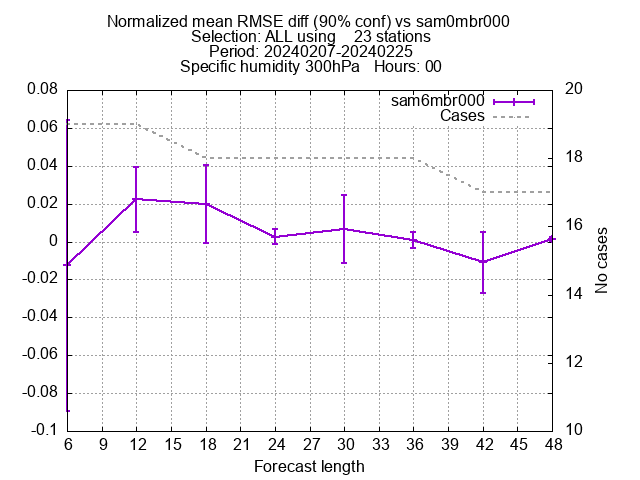 Normalized mean RMSE diff (90% conf) vs sam0mbr000
Selection: ALL using    23 stations
Period: 20240207-20240225
Specific humidity 300hPa   Hours: 00
sam6mbr000
Cases
0.08
0.06
0.04
0.02
0
-0.02
-0.04
-0.06
-0.08
-0.1
20
18
16
14
12
10
No cases
6 9 12 15 18 21 24 27 30 33 36 39 42 45 48
Forecast length